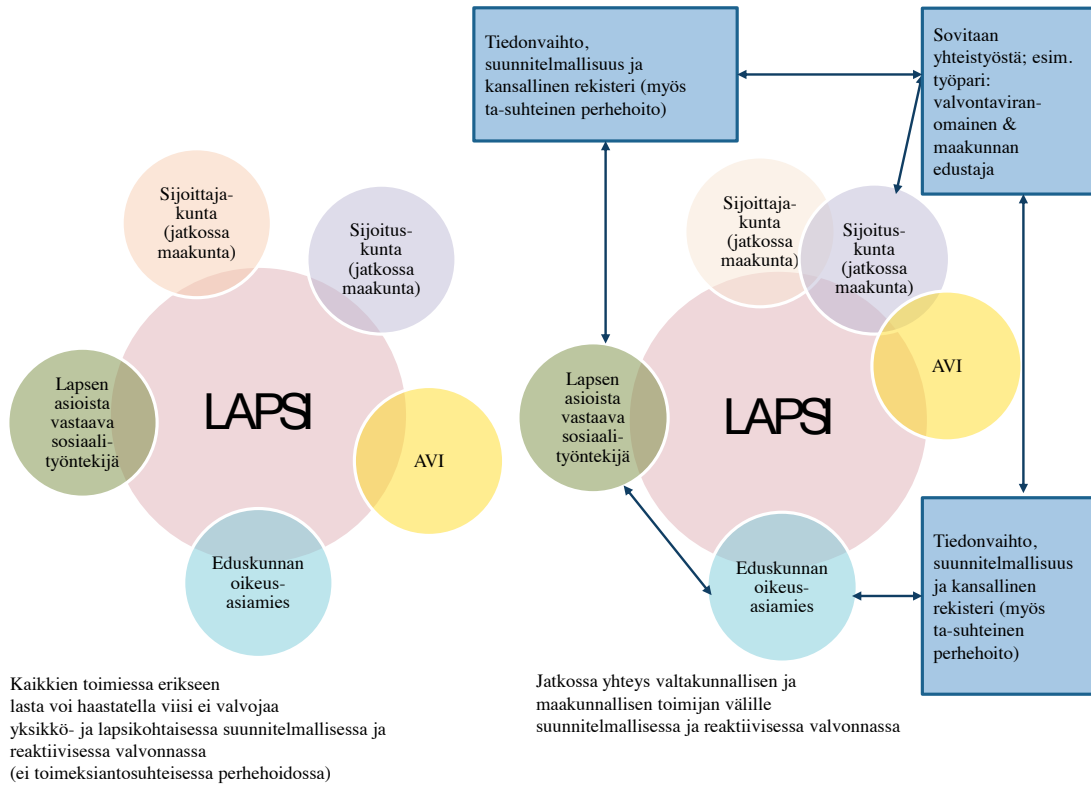 Sijoittaja-
kunta
(jatkossa
maakunta)
Sijoitus-
kunta
(jatkossa
maakunta)
Lapsen
asioista
vastaava
sosiaali-
työntekijä
LAPSI
AVI
Eduskunnan
oikeus-
asiamies
Kaikkien toimiessa erikseen
lasta voi haastatella viisi ei valvojaa
yksikkö- ja lapsikohtaisessa suunnitelmallisessa ja
reaktiivisessa valvonnassa
(ei toimeksiantosuhteisessa perhehoidossa)
Tiedonvaihto,
suunnitelmallisuus ja
kansallinen rekisteri (myös
ta-suhteinen perhehoito)
Sovitaan
yhteistyöstä; esim.
työpari:
valvontaviran-
omainen &
maakunnan
edustaja
Sijoittaja-
kunta
(jatkossa
maakunta)
Sijoitus-
kunta
(jatkossa
maakunta)
AVI
Lapsen
asioista
vastaava
sosiaali-
työntekijä
LAPSI
Eduskunnan
oikeus-
asiamies
Tiedonvaihto,
suunnitelmallisuus
ja kansallinen
rekisteri (myös
ta-suhteinen
perhehoito)
Jatkossa yhteys valtakunnallisen ja
maakunnallisen toimijan välille
suunnitelmallisessa ja reaktiivisessa valvonnassa